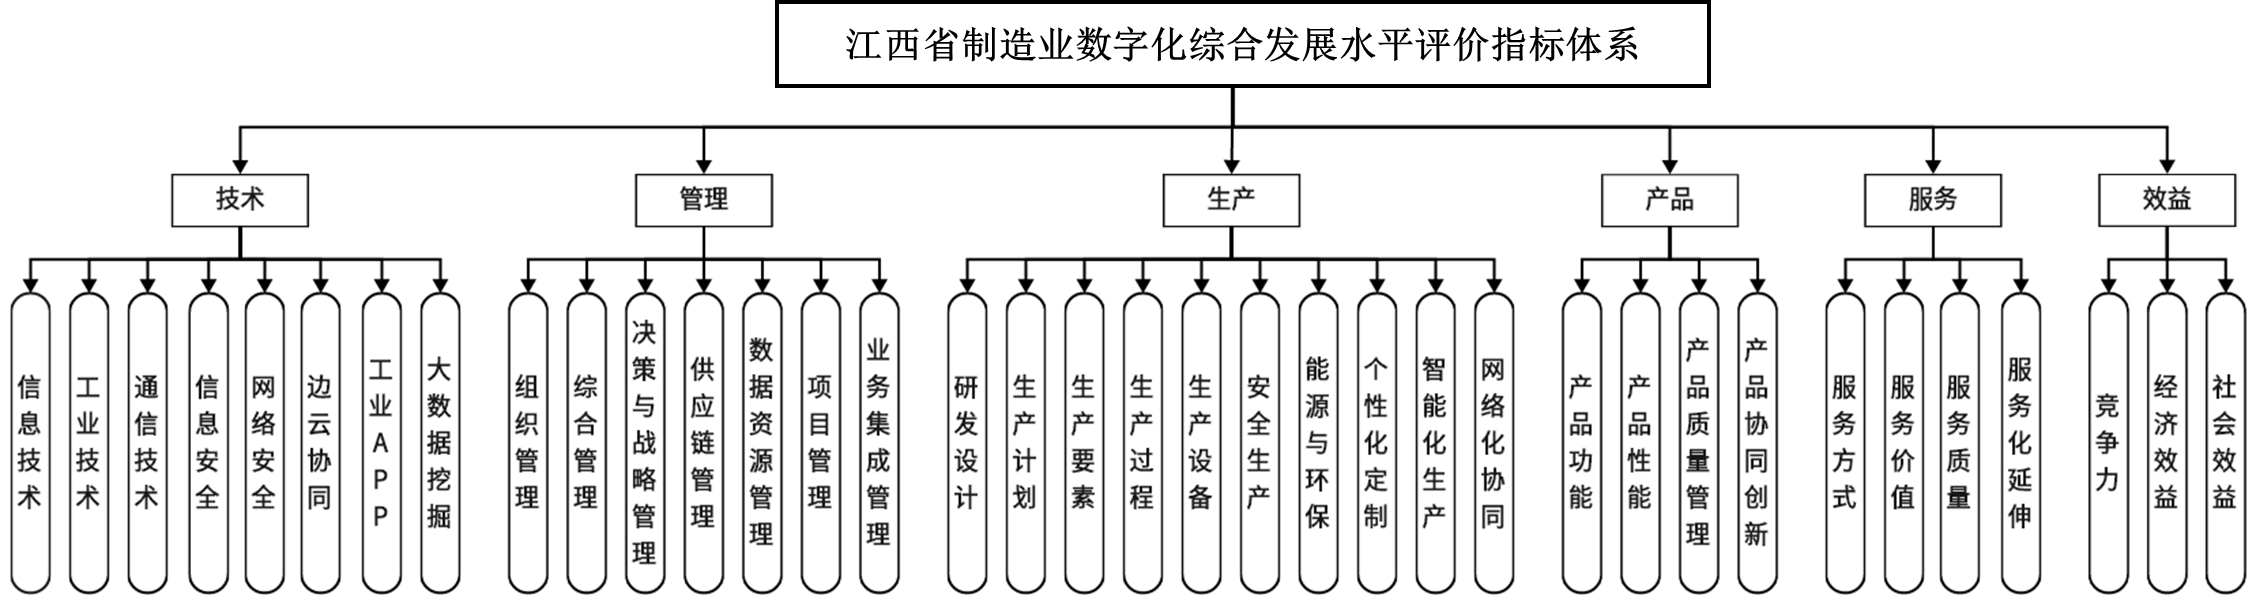 江西省制造业数字化综合发展水平评价指标体系
技术
管理
生产
产品
服务
效益
信息技术
工业技术
通信技术
信息安全
网络安全
边云协同
工业APP
大数据挖掘
组织管理
综合管理
决策与战略管理
供应链管理
数据资源管理
项目管理
业务集成管理
研发设计
生产计划
生产要素
生产过程
生产设备
安全生产
能源与环保
个性化定制
智能化生产
网络化协同
产品功能
产品性能
产品质量管理
产品协同创新
服务方式
服务价值
服务质量
服务化延伸
竞争力
经济效益
社会效益